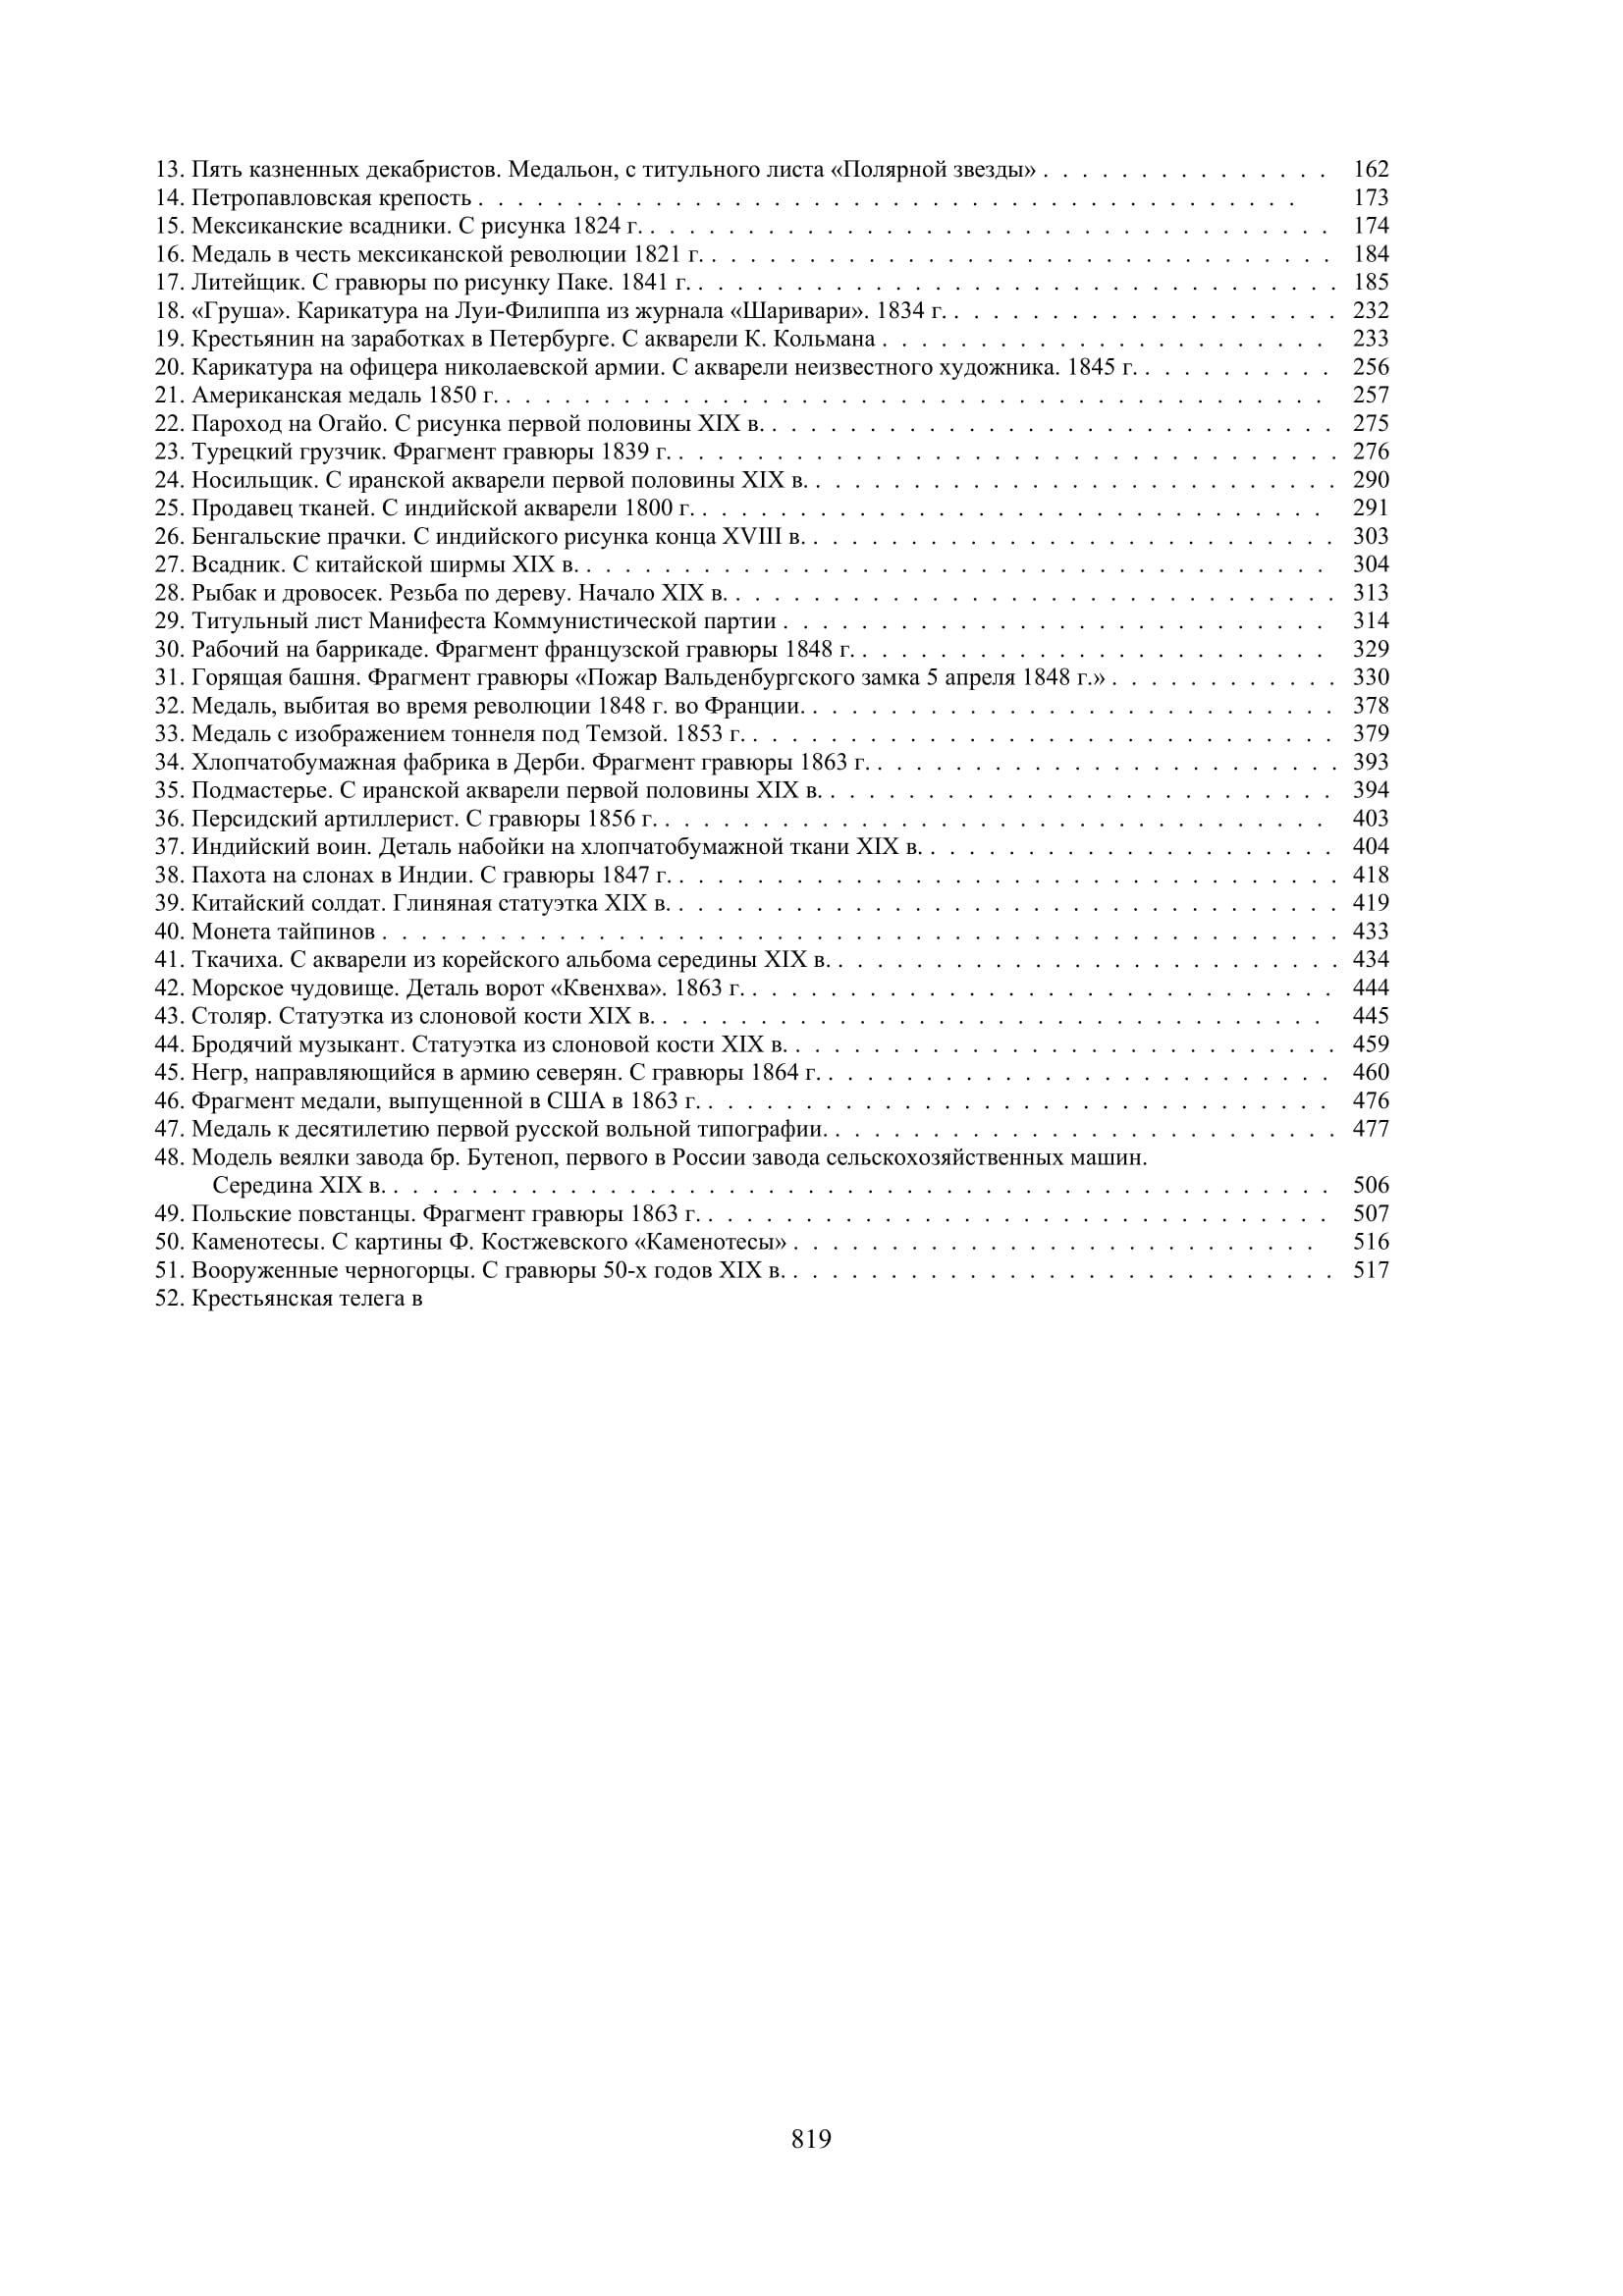 13. Пять казненных декабристов. Медальон, с титульного листа «Полярной звезды» . . . . . . . . . . . . . . . 162
14. Петропавловская крепость . . . . . . . . . . . . . . . . . . . . . . . . . . . . . . . . . . . . . . . . . . 173
15. Мексиканские всадники. С рисунка 1824 г. . . . . . . . . . . . . . . . . . . . . . . . . . . . . . . . . . . . 174
16. Медаль в честь мексиканской революции 1821 г. . . . . . . . . . . . . . . . . . . . . . . . . . . . . . . . . 184
17. Литейщик. С гравюры по рисунку Паке. 1841 г. . . . . . . . . . . . . . . . . . . . . . . . . . . . . . . . . . 185
18. «Груша». Карикатура на Луи-Филиппа из журнала «Шаривари». 1834 г. . . . . . . . . . . . . . . . . . . . . 232
19. Крестьянин на заработках в Петербурге. С акварели К. Кольмана . . . . . . . . . . . . . . . . . . . . . . . 233
20. Карикатура на офицера николаевской армии. С акварели неизвестного художника. 1845 г. . . . . . . . . . . 256
21. Американская медаль 1850 г. . . . . . . . . . . . . . . . . . . . . . . . . . . . . . . . . . . . . . . . . . . 257
22. Пароход на Огайо. С рисунка первой половины XIX в. . . . . . . . . . . . . . . . . . . . . . . . . . . . . . 275
23. Турецкий грузчик. Фрагмент гравюры 1839 г. . . . . . . . . . . . . . . . . . . . . . . . . . . . . . . . . . . 276
24. Носильщик. С иранской акварели первой половины XIX в. . . . . . . . . . . . . . . . . . . . . . . . . . . . 290
25. Продавец тканей. С индийской акварели 1800 г. . . . . . . . . . . . . . . . . . . . . . . . . . . . . . . . . 291
26. Бенгальские прачки. С индийского рисунка конца XVIII в. . . . . . . . . . . . . . . . . . . . . . . . . . . . 303
27. Всадник. С китайской ширмы XIX в. . . . . . . . . . . . . . . . . . . . . . . . . . . . . . . . . . . . . . . 304
28. Рыбак и дровосек. Резьба по дереву. Начало XIX в. . . . . . . . . . . . . . . . . . . . . . . . . . . . . . . . 313
29. Титульный лист Манифеста Коммунистической партии . . . . . . . . . . . . . . . . . . . . . . . . . . . . 314
30. Рабочий на баррикаде. Фрагмент французской гравюры 1848 г. . . . . . . . . . . . . . . . . . . . . . . . . 329
31. Горящая башня. Фрагмент гравюры «Пожар Вальденбургского замка 5 апреля 1848 г.» . . . . . . . . . . . . 330
32. Медаль, выбитая во время революции 1848 г. во Франции. . . . . . . . . . . . . . . . . . . . . . . . . . . . 378
33. Медаль с изображением тоннеля под Темзой. 1853 г. . . . . . . . . . . . . . . . . . . . . . . . . . . . . . . 379
34. Хлопчатобумажная фабрика в Дерби. Фрагмент гравюры 1863 г. . . . . . . . . . . . . . . . . . . . . . . . . 393
35. Подмастерье. С иранской акварели первой половины XIX в. . . . . . . . . . . . . . . . . . . . . . . . . . . 394
36. Персидский артиллерист. С гравюры 1856 г. . . . . . . . . . . . . . . . . . . . . . . . . . . . . . . . . . . 403
37. Индийский воин. Деталь набойки на хлопчатобумажной ткани XIX в. . . . . . . . . . . . . . . . . . . . . . 404
38. Пахота на слонах в Индии. С гравюры 1847 г. . . . . . . . . . . . . . . . . . . . . . . . . . . . . . . . . . . 418
39. Китайский солдат. Глиняная статуэтка XIX в. . . . . . . . . . . . . . . . . . . . . . . . . . . . . . . . . . . 419
40. Монета тайпинов . . . . . . . . . . . . . . . . . . . . . . . . . . . . . . . . . . . . . . . . . . . . . . . . . 433
41. Ткачиха. С акварели из корейского альбома середины XIX в. . . . . . . . . . . . . . . . . . . . . . . . . . . 434
42. Морское чудовище. Деталь ворот «Квенхва». 1863 г. . . . . . . . . . . . . . . . . . . . . . . . . . . . . . . 444
43. Столяр. Статуэтка из слоновой кости XIX в. . . . . . . . . . . . . . . . . . . . . . . . . . . . . . . . . . . 445
44. Бродячий музыкант. Статуэтка из слоновой кости XIX в. . . . . . . . . . . . . . . . . . . . . . . . . . . . . 459
45. Негр, направляющийся в армию северян. С гравюры 1864 г. . . . . . . . . . . . . . . . . . . . . . . . . . . 460
46. Фрагмент медали, выпущенной в США в 1863 г. . . . . . . . . . . . . . . . . . . . . . . . . . . . . . . . . 476
47. Медаль к десятилетию первой русской вольной типографии. . . . . . . . . . . . . . . . . . . . . . . . . . . 477
48. Модель веялки завода бр. Бутеноп, первого в России завода сельскохозяйственных машин.
Середина XIX в. . . . . . . . . . . . . . . . . . . . . . . . . . . . . . . . . . . . . . . . . . . . . . . . . 506
49. Польские повстанцы. Фрагмент гравюры 1863 г. . . . . . . . . . . . . . . . . . . . . . . . . . . . . . . . . 507
50. Каменотесы. С картины Ф. Костжевского «Каменотесы» . . . . . . . . . . . . . . . . . . . . . . . . . . . 516
51. Вооруженные черногорцы. С гравюры 50-х годов XIX в. . . . . . . . . . . . . . . . . . . . . . . . . . . . . 517
52. Крестьянская телега в
819